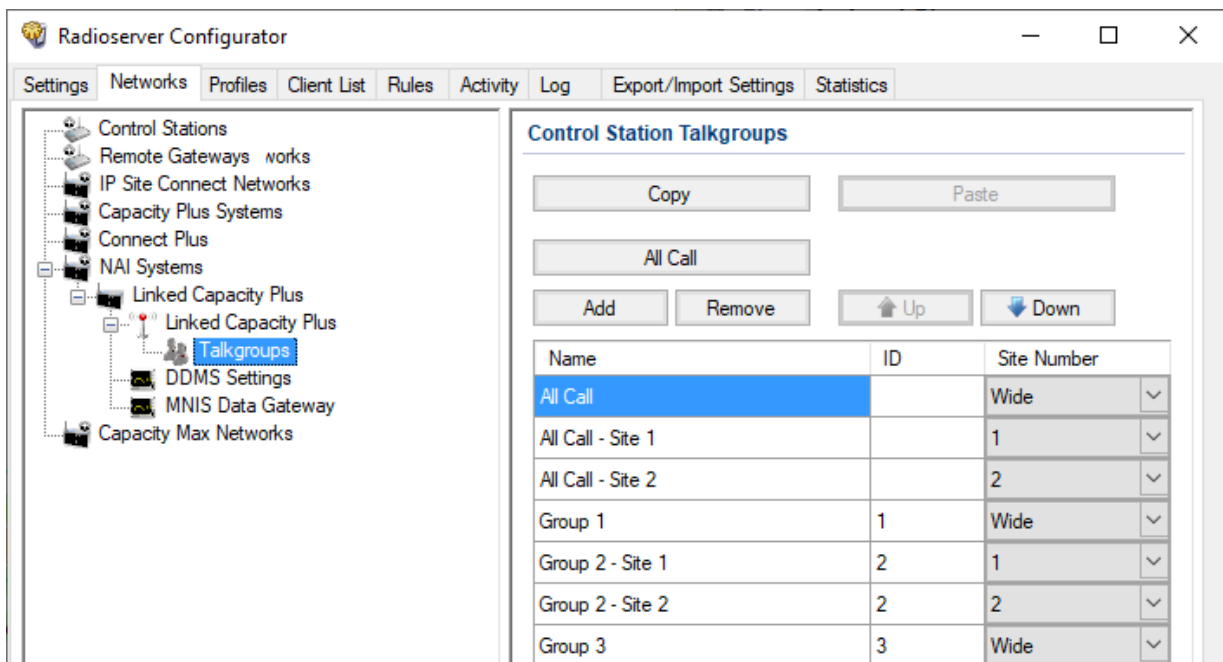 Radioserver Configurator
Settings Networks Profiles Client List Rules Activity Log Export/Import Settings Statistics
Control Stations
Remote Gateways works
IP Site Connect Networks
Capacity Plus Systems
Connect Plus
NAI Systems
Linked Capacity Plus
Linked Capacity Plus
Talkgroups
DDMS Settings
MNIS Data Gateway
Capacity Max Networks
Control Station Talkgroups
Copy Paste
All Call
Add Remove Up Down
Name ID Site Number
All Call Wide
All Call - Site 1 1
All Call - Site 2 2
Group 1 1 Wide
Group 2 - Site 1 2 1
Group 2 - Site 2 2 2
Group 3 3 Wide